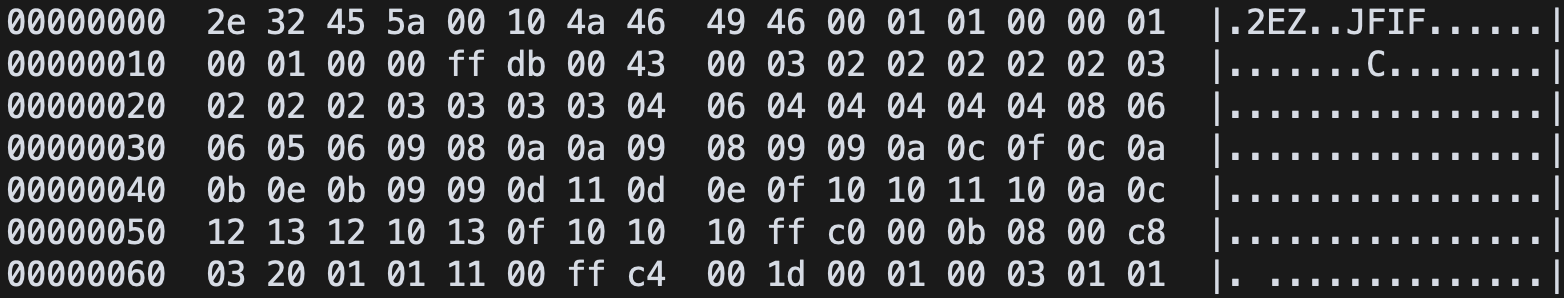 00000000  2e 32 45 5a 00 10 4a 46  49 46 00 01 01 00 00 01  |.2EZ..JFIF......|
00000010  00 01 00 00 ff db 00 43  00 03 02 02 02 02 02 03  |.......C........|
00000020  02 02 02 03 03 03 03 04  06 04 04 04 04 04 08 06  |................|
00000030  06 05 06 09 08 0a 0a 09  08 09 09 0a 0c 0f 0c 0a  |................|
00000040  0b 0e 0b 09 09 0d 11 0d  0e 0f 10 10 11 10 0a 0c  |................|
00000050  12 13 12 10 13 0f 10 10  10 ff c0 00 0b 08 00 c8  |................|
00000060  03 20 01 01 11 00 ff c4  00 1d 00 01 00 03 01 01  |. ..............|